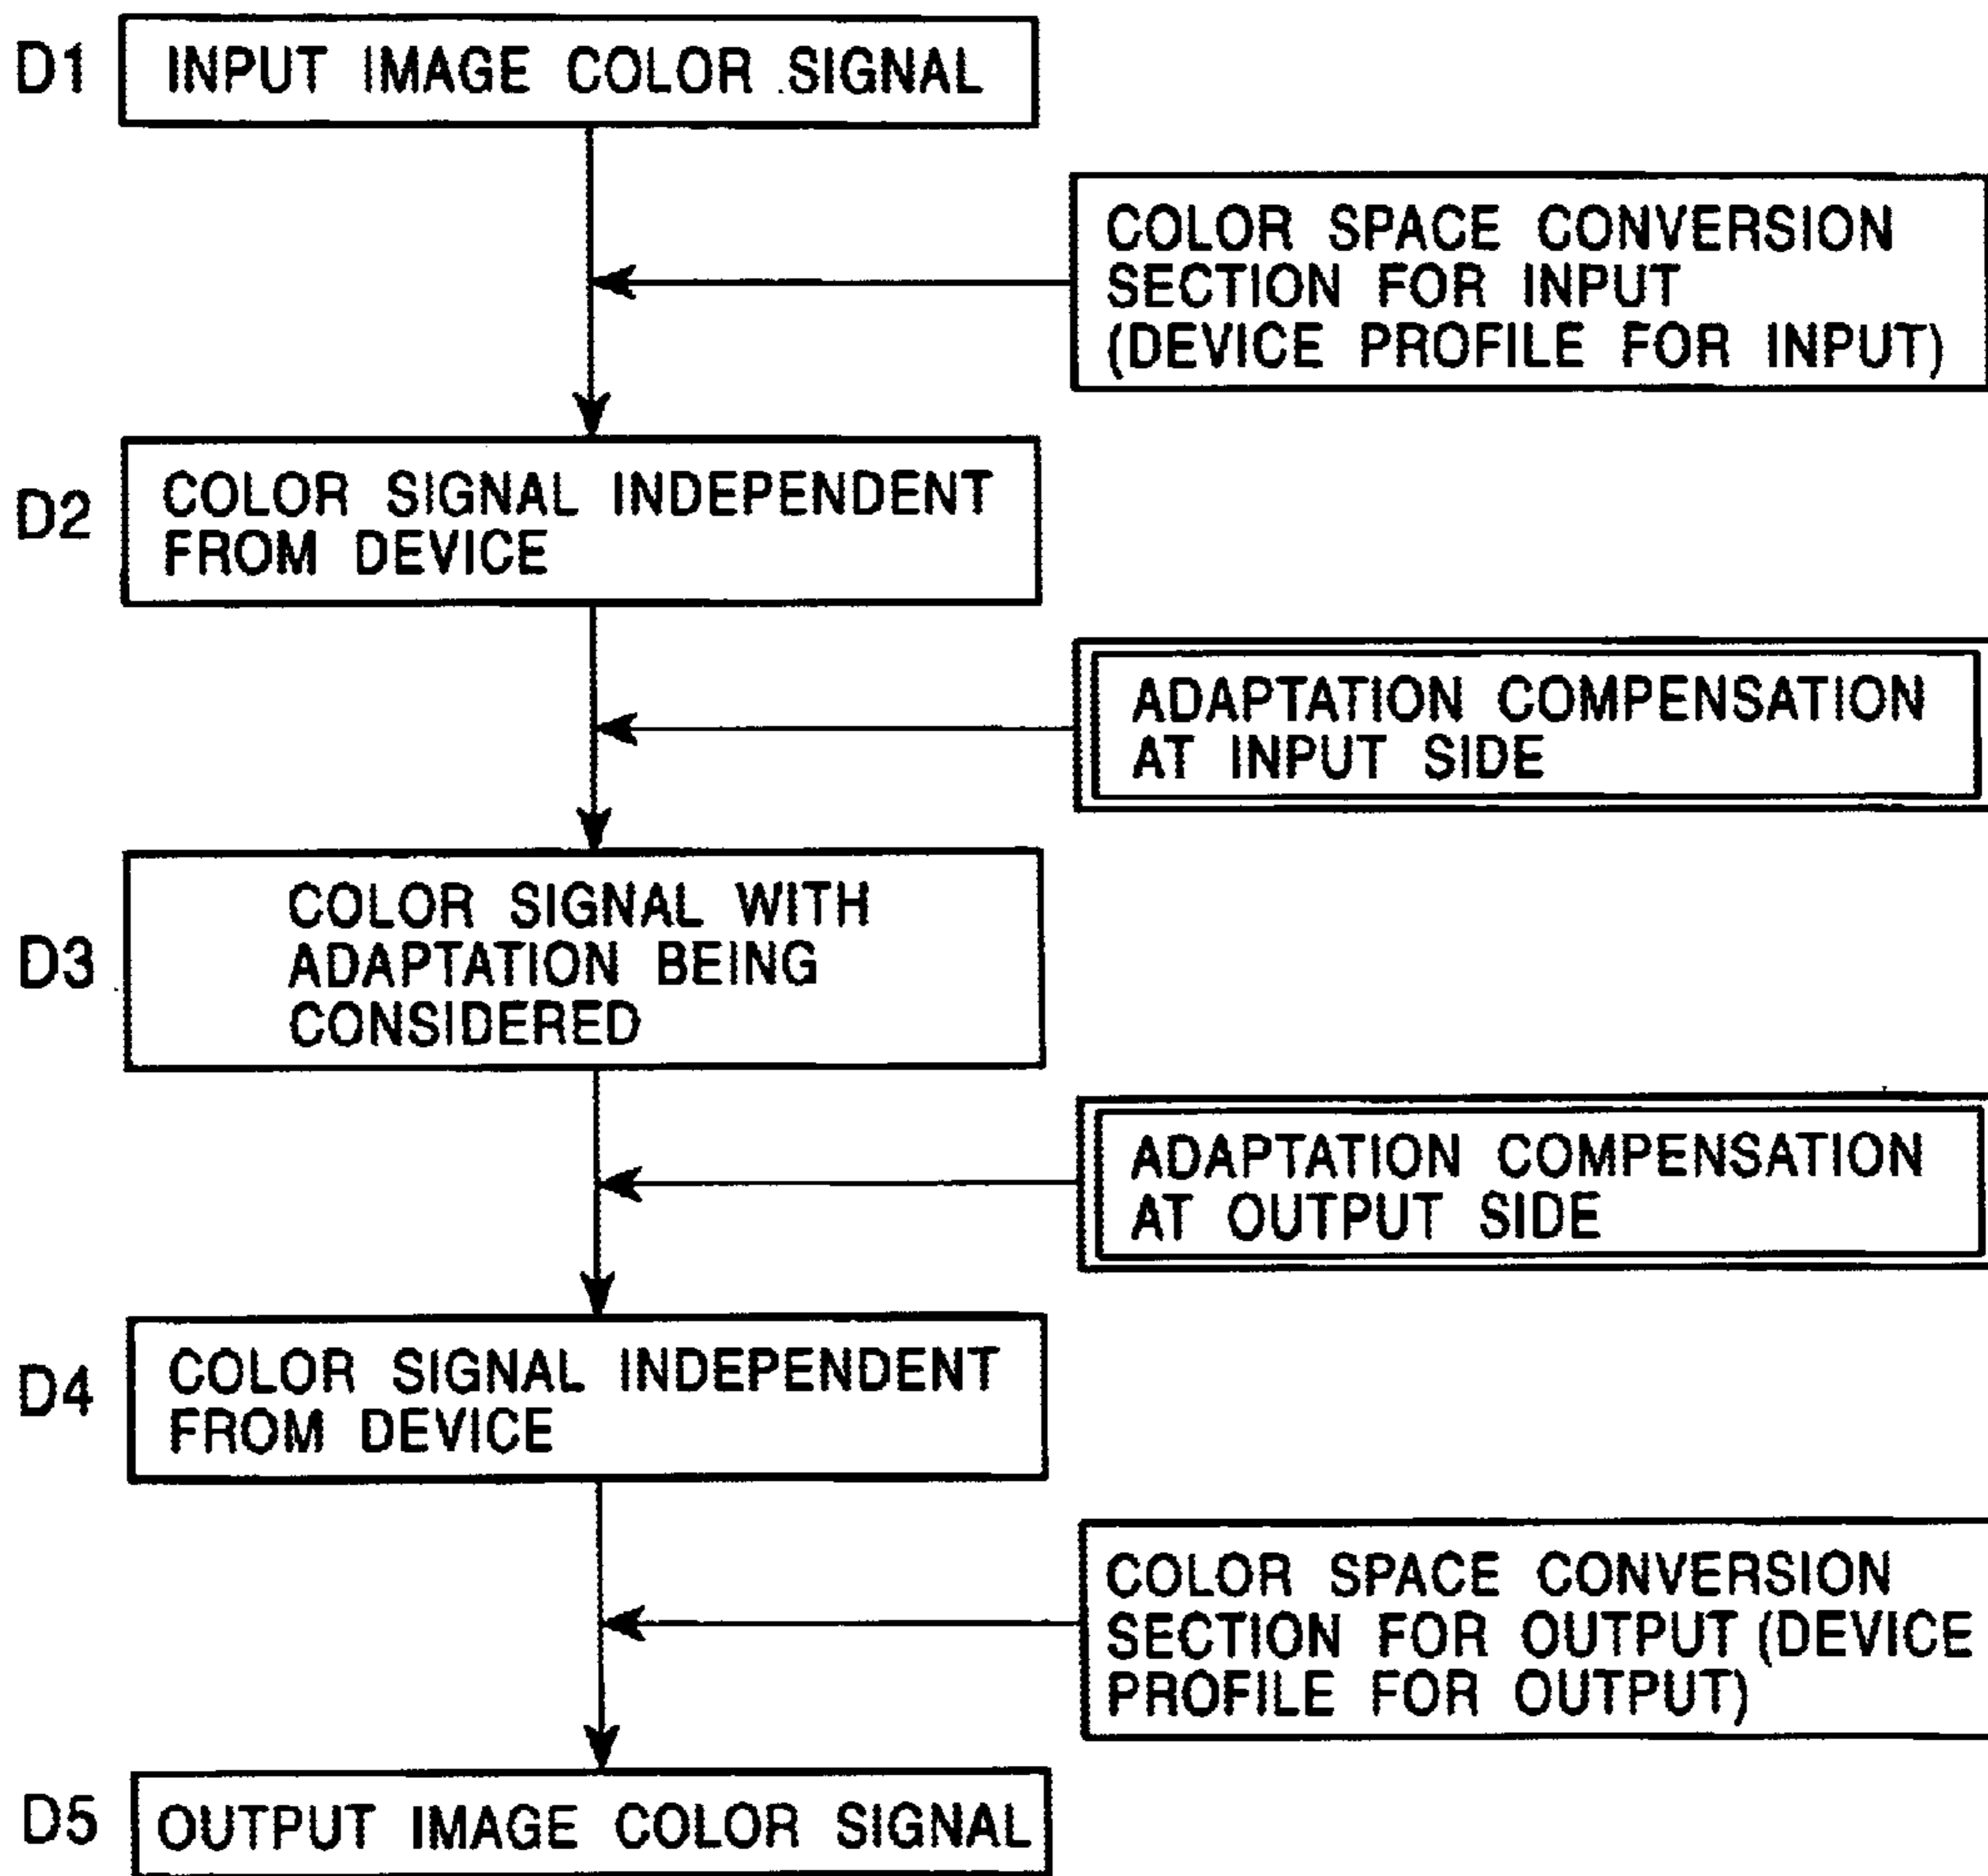 D1
INPUT IMAGE COLOR SIGNAL
COLOR SPACE CONVERSION
SECTION FOR INPUT
(DEVICE PROFILE FOR INPUT)
D2
COLOR SIGNAL INDEPENDENT
FROM DEVICE
ADAPTATION COMPENSATION
AT INPUT SIDE
D3
COLOR SIGNAL WITH
ADAPTATION BEING
CONSIDERED
ADAPTATION COMPENSATION
AT OUTPUT SIDE
D4
COLOR SIGNAL INDEPENDENT
FROM DEVICE
COLOR SPACE CONVERSION
SECTION FOR OUTPUT (DEVICE
PROFILE FOR OUTPUT)
D5
OUTPUT IMAGE COLOR SIGNAL